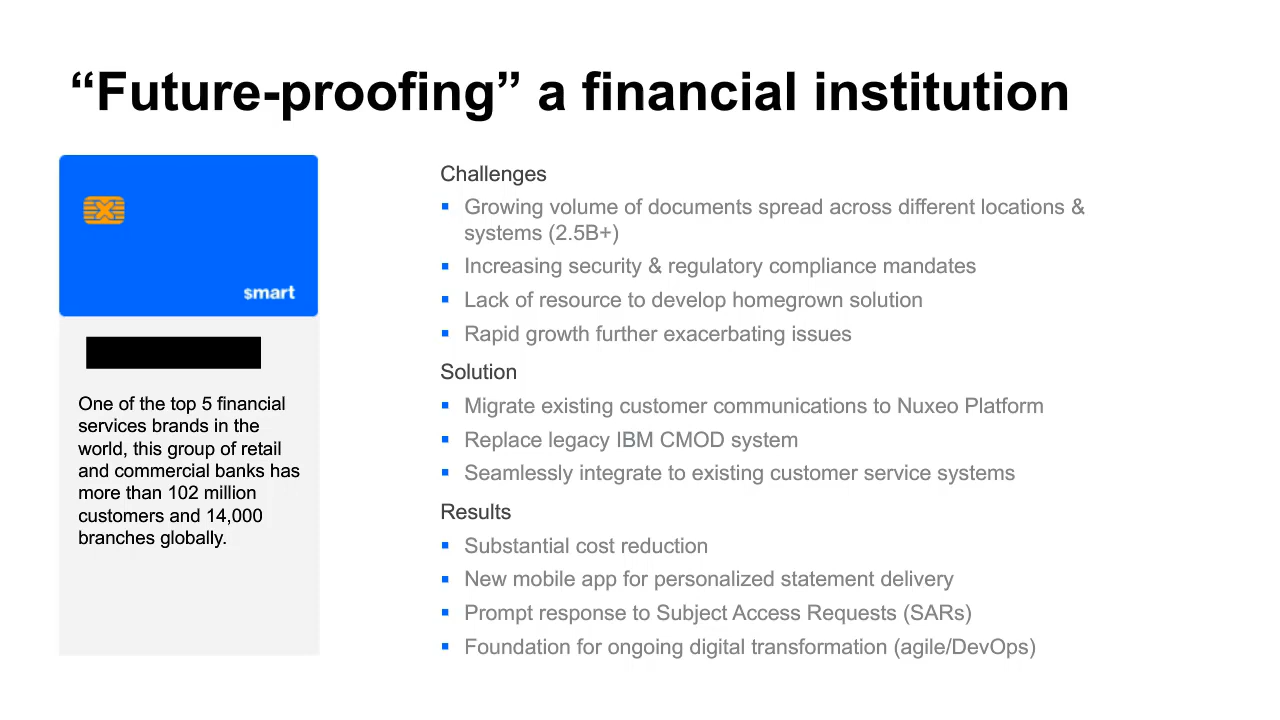 “Future-proofing” a financial institution
smart
One of the top 5 financial
services brands in the
world, this group of retail
and commercial banks has
more than 102 million
customers and 14,000
branches globally.
Challenges
Growing volume of documents spread across different locations &
systems (2.5B+)
Increasing security & regulatory compliance mandates
Lack of resource to develop homegrown solution
Rapid growth further exacerbating issues
Solution
Migrate existing customer communications to Nuxeo Platform
Replace legacy IBM CMOD system
Seamlessly integrate to existing customer service systems
Results
Substantial cost reduction
New mobile app for personalized statement delivery
Prompt response to Subject Access Requests (SARs)
Foundation for ongoing digital transformation (agile/DevOps)